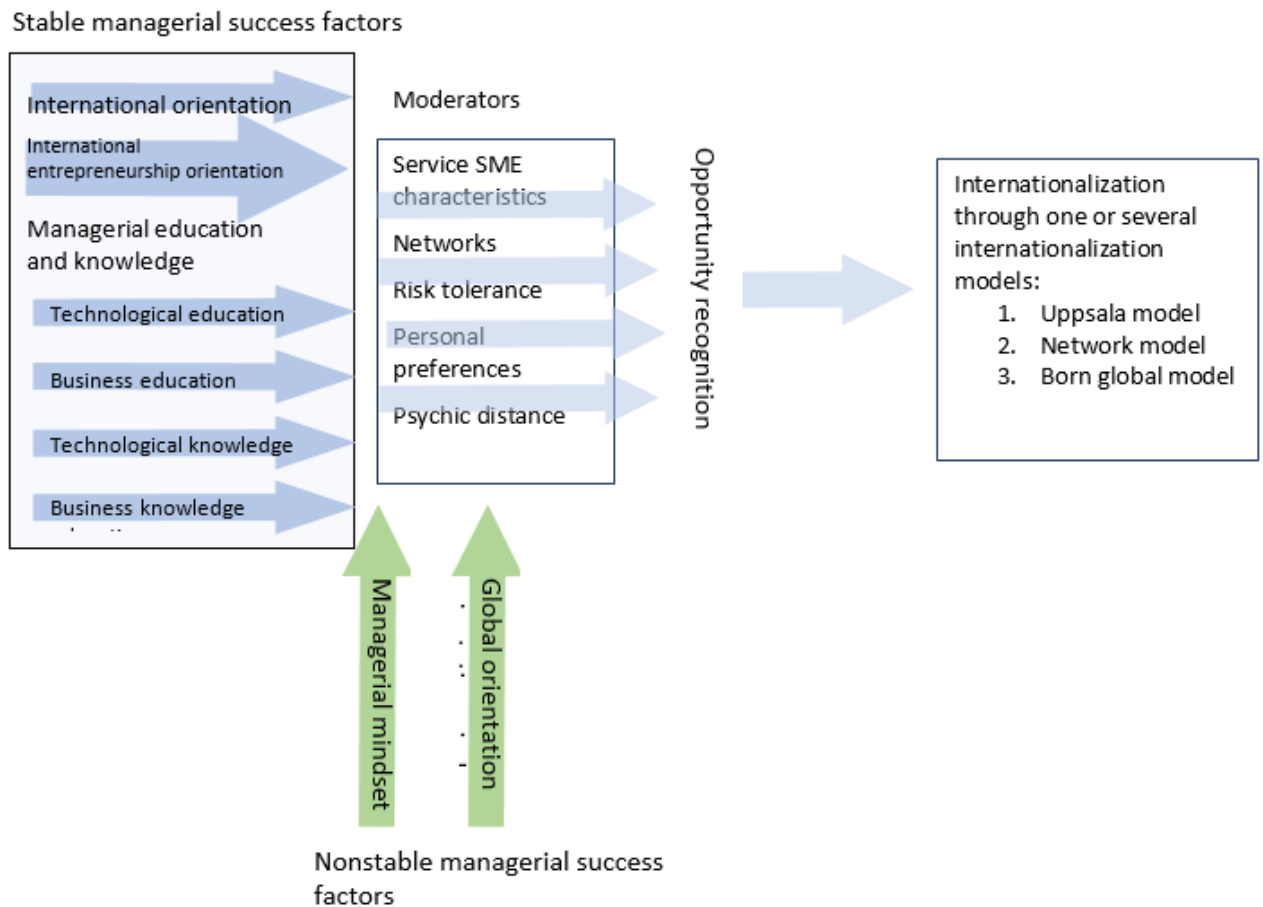 Stable managerial success factors
International orientation
International
entrepreneurship orientation
Managerial education
and knowledge
Technological education
Business education
Technological knowledge
Business knowledge
Moderators
Service SME
characteristics
Networks
Risk tolerance
Personal
preferences
Psychic distance
Opportunity recognition
Internationalization
through one or several
internationalization
models:
1. Uppsala model
2. Network model
3. Born global model
Managerial mindset
Global orientation
Nonstable managerial success
factors